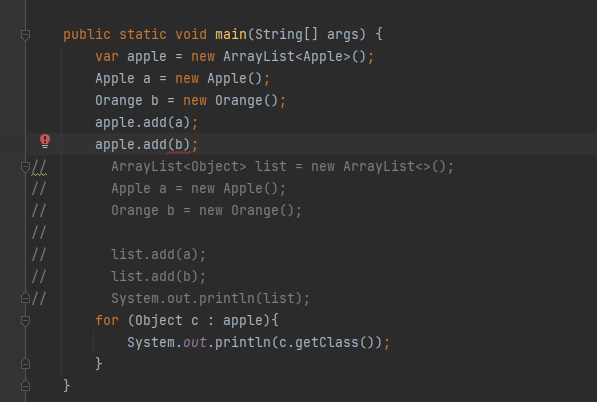 public static void main(String[] args) {
var apple = new ArrayList<Apple>();
Apple a = new Apple();
Orange b = new Orange();
apple.add(a);
apple.add(b);
//        ArrayList<Object> list = new ArrayList<>();
//        Apple a = new Apple();
//        Orange b = new Orange();
//
//        list.add(a);
//        list.add(b);
//        System.out.println(list);
for (Object c : apple){
System.out.println(c.getClass());
}
}